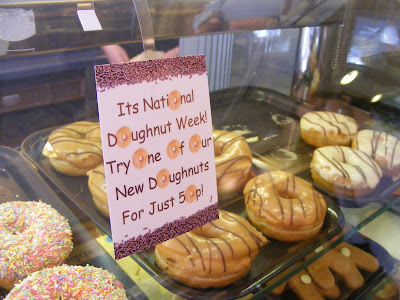 Its National
Doughnut Week!
Try One Of Our
New Doughnuts
For Just 50p!